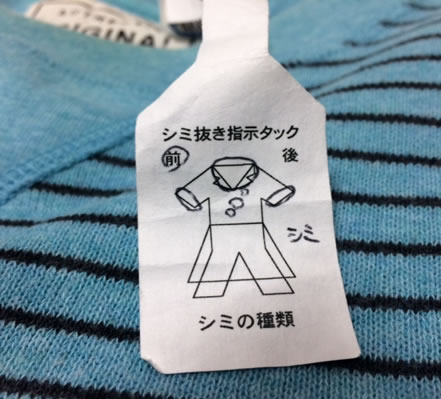 シミ抜き指示タック
前 後
シミ
シミの種類